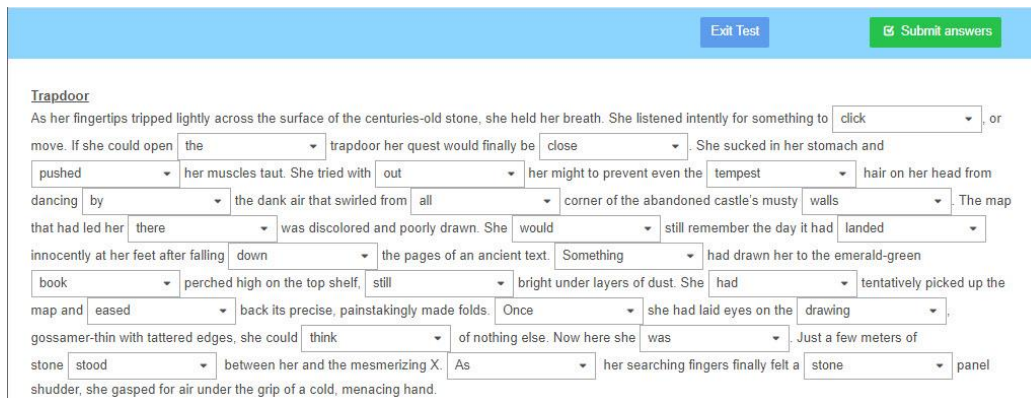 Exit Test Submit answers
Trapdoor
As her fingertips tripped lightly across the surface of the centuries-old stone, she held her breath. She listened intently for something to click , or
move. If she could open the trapdoor her quest would finally be close . She sucked in her stomach and
pushed her muscles taut. She tried with out her might to prevent even the tempest hair on her head from
dancing by the dank air that swirled from all corner of the abandoned castle's musty walls . The map
that had led her there was discolored and poorly drawn. She would still remember the day it had landed
innocently at her feet after falling down the pages of an ancient text. Something had drawn her to the emerald-green
book perched high on the top shelf, still bright under layers of dust. She had tentatively picked up the
map and eased back its precise, painstakingly made folds. Once she had laid eyes on the drawing ,
gossamer-thin with tattered edges, she could think of nothing else. Now here she was . Just a few meters of
stone stood between her and the mesmerizing X. As her searching fingers finally felt a stone panel
shudder, she gasped for air under the grip of a cold, menacing hand.